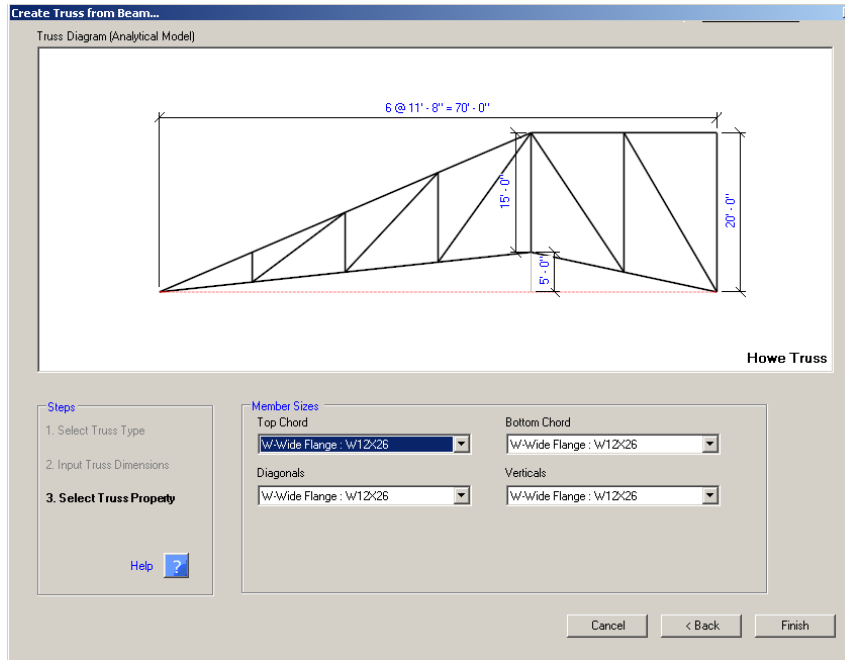 Create Truss from Beam...
Truss Diagram (Analytical Model)
6 @ 11' - 8" = 70' - 0"
15' - 0"
20' - 0"
5' - 0"
Howe Truss
Steps
1. Select Truss Type
2. Input Truss Dimensions
3. Select Truss Property
Help
?
Member Sizes
Top Chord
Bottom Chord
W-Wide Flange : W12X26
W-Wide Flange : W12X26
Diagonals
Verticals
W-Wide Flange : W12X26
W-Wide Flange : W12X26
Cancel
< Back
Finish